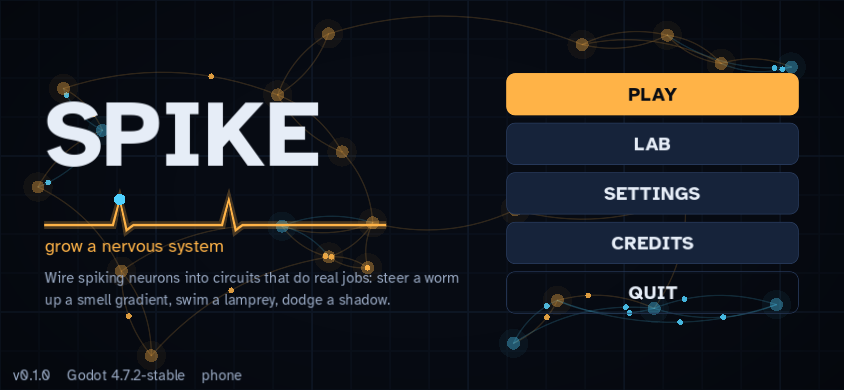 SPIKE
grow a nervous system
Wire spiking neurons into circuits that do real jobs: steer a worm
up a smell gradient, swim a lamprey, dodge a shadow.
PLAY
LAB
SETTINGS
CREDITS
QUIT
v0.1.0 Godot 4.7.2-stable phone